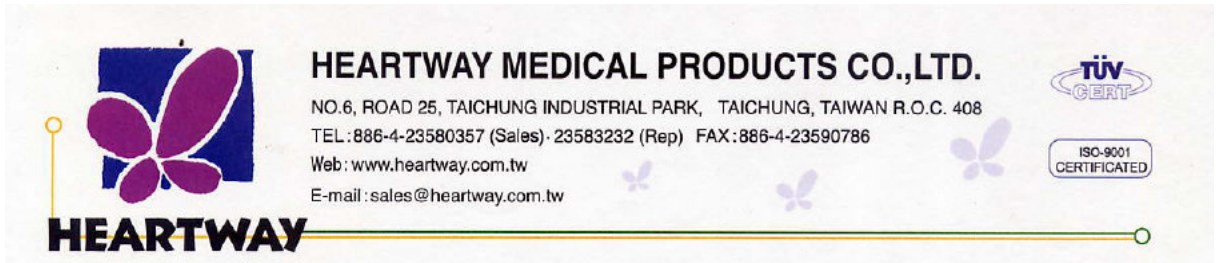 HEARTWAY MEDICAL PRODUCTS CO.,LTD.
NO.6, ROAD 25, TAICHUNG INDUSTRIAL PARK, TAICHUNG, TAIWAN R.O.C. 408
TEL:886-4-23580357 (Sales)· 23583232 (Rep) FAX:886-4-23590786
Web: www.heartway.com.tw
E-mail:sales@heartway.com.tw
HEARTWAY
TÜV
CERT
ISO-9001
CERTIFICATED